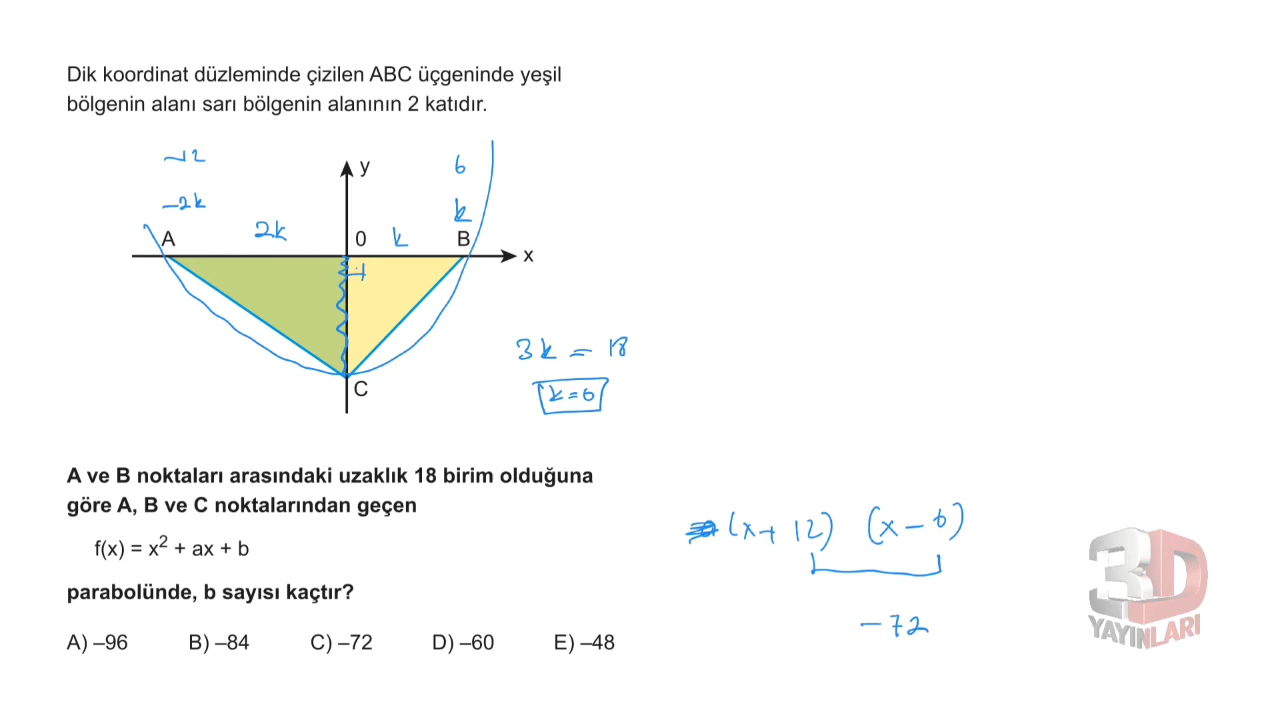 Dik koordinat düzleminde çizilen ABC üçgeninde yeşil
bölgenin alanı sarı bölgenin alanının 2 katıdır.
-12
6
y
-2k
k
A
2k
0
k
B
x
C
3k = 18
k=6
A ve B noktaları arasındaki uzaklık 18 birim olduğuna
göre A, B ve C noktalarından geçen
f(x) = x² + ax + b
parabolünde, b sayısı kaçtır?
(x+12) (x-6)
-72
A) –96 B) –84 C) –72 D) –60 E) –48
3D
YAYINLARI